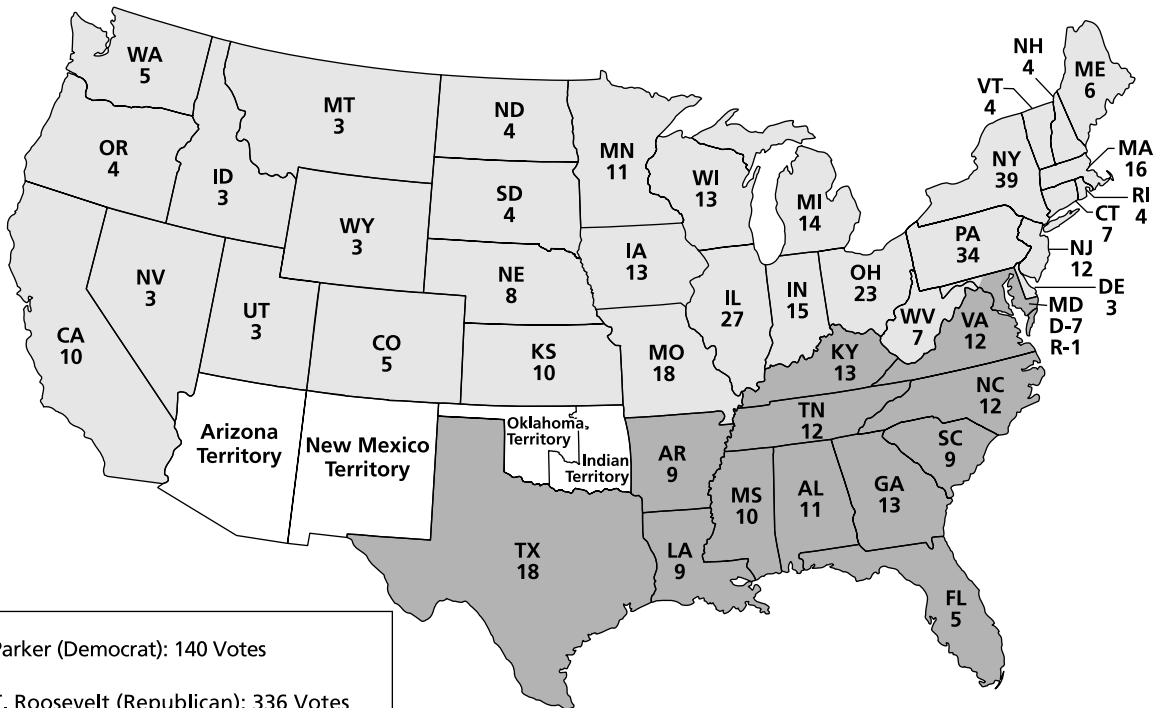 WA
5
OR
4
CA
10
NV
3
ID
3
MT
3
WY
3
UT
3
CO
5
Arizona
Territory
New Mexico
Territory
ND
4
SD
4
NE
8
KS
10
Oklahoma
Territory
Indian
Territory
TX
18
MN
11
IA
13
MO
18
AR
9
LA
9
WI
13
IL
27
MI
14
IN
15
OH
23
KY
13
TN
12
MS
10
AL
11
GA
13
FL
5
SC
9
NC
12
VA
12
WV
7
PA
34
NY
39
VT
4
NH
4
ME
6
MA
16
RI
4
CT
7
NJ
12
DE
3
MD
D-7
R-1
Parker (Democrat): 140 Votes
T. Roosevelt (Republican): 336 Votes